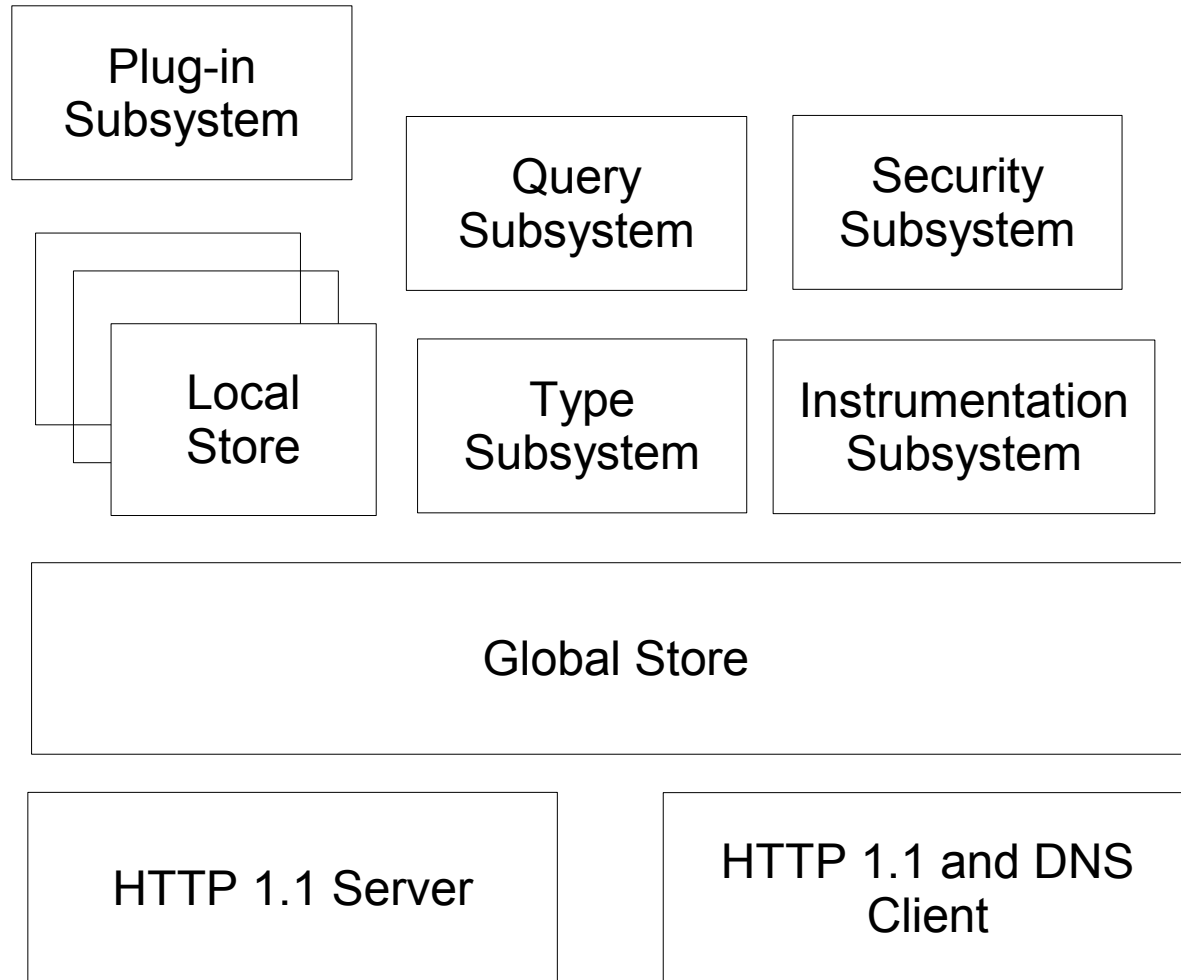 Plug-in
Subsystem
Query
Subsystem
Security
Subsystem
Local
Store
Type
Subsystem
Instrumentation
Subsystem
Global Store
HTTP 1.1 Server
HTTP 1.1 and DNS
Client